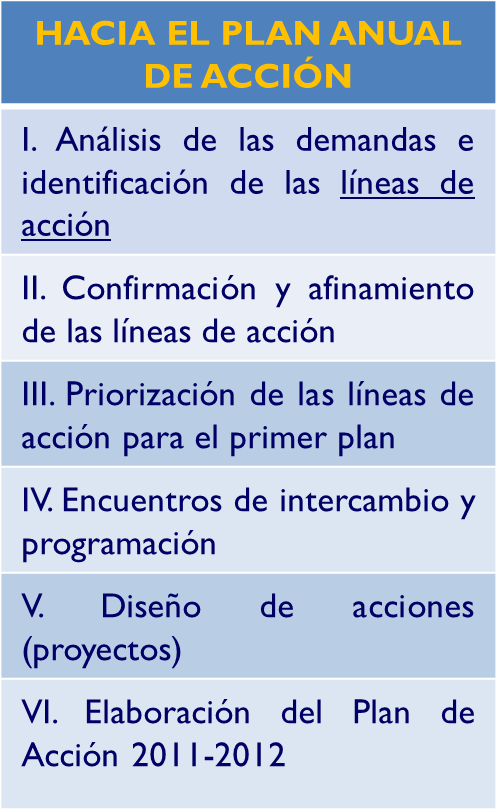 HACIA EL PLAN ANUAL
DE ACCIÓN
I. Análisis de las demandas e
identificación de las líneas de
acción
II. Confirmación y afinamiento
de las líneas de acción
III. Priorización de las líneas de
acción para el primer plan
IV. Encuentros de intercambio y
programación
V. Diseño de acciones
(proyectos)
VI. Elaboración del Plan de
Acción 2011-2012